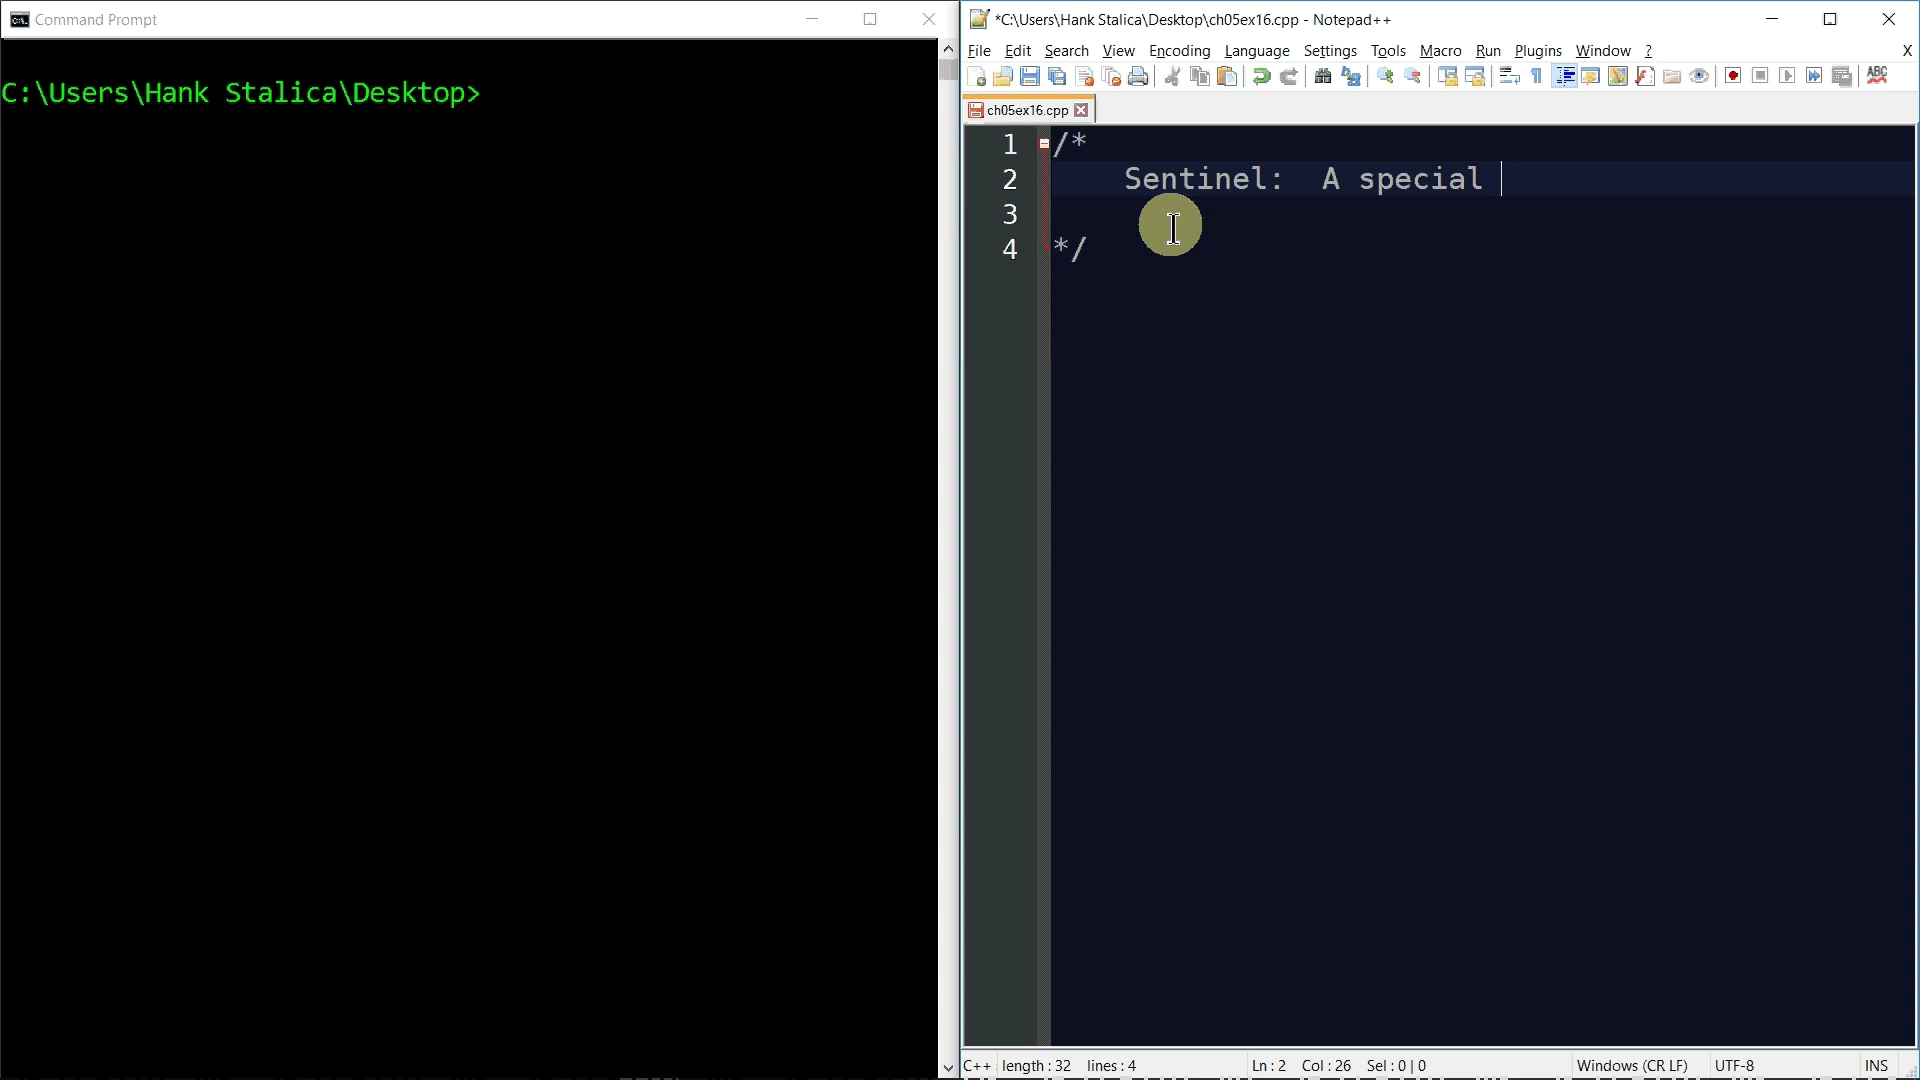 Command Prompt
C:\Users\Hank Stalica\Desktop>
*C:\Users\Hank Stalica\Desktop\ch05ex16.cpp - Notepad++
File Edit Search View Encoding Language Settings Tools Macro Run Plugins Window ? X
ABC
ch05ex16.cpp
1 /*
2 Sentinel: A special
3
4 */
C++ length : 32 lines : 4 Ln : 2 Col : 26 Sel : 0 | 0 Windows (CR LF) UTF-8 INS